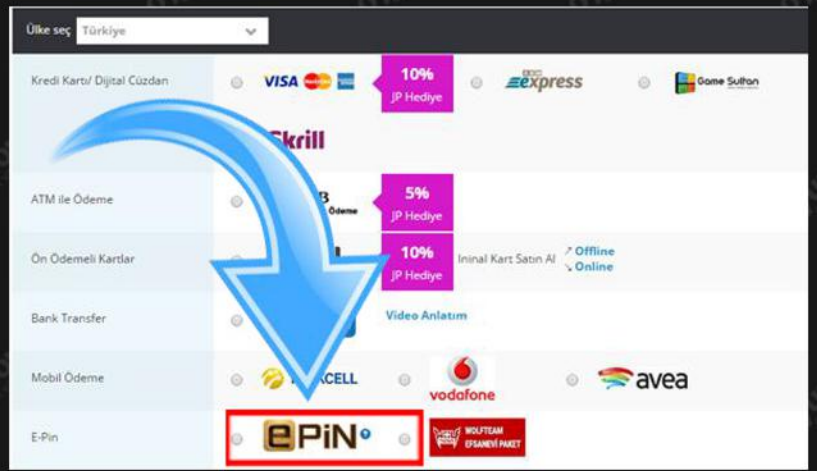 Ülke seç Türkiye
Kredi Kartı/ Dijital Cüzdan
VISA
10%
JP Hediye
express
Game Sultan
Skrill
ATM ile Ödeme
Ödeme
5%
JP Hediye
Ön Ödemeli Kartlar
10%
JP Hediye
Ininal Kart Satın Al
Offline
Online
Bank Transfer
Video Anlatım
Mobil Ödeme
CELL
vodafone
avea
E-Pin
ePiN
WOLFTEAM
EFSANEVİ PAKET